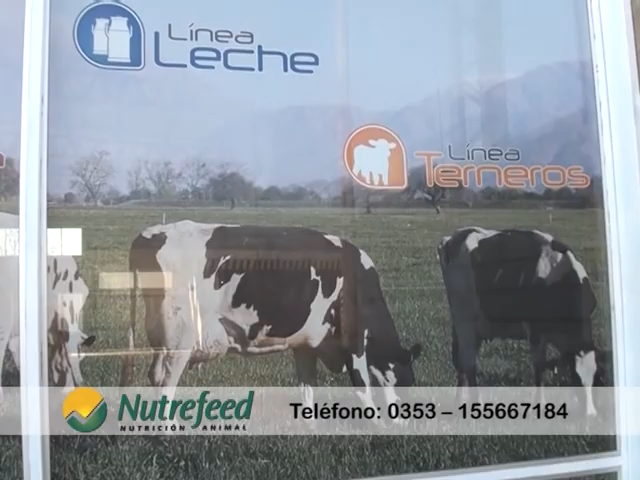 Línea
Leche
Línea
Terneros
Nutrefeed
NUTRICIÓN ANIMAL
Teléfono: 0353 – 155667184